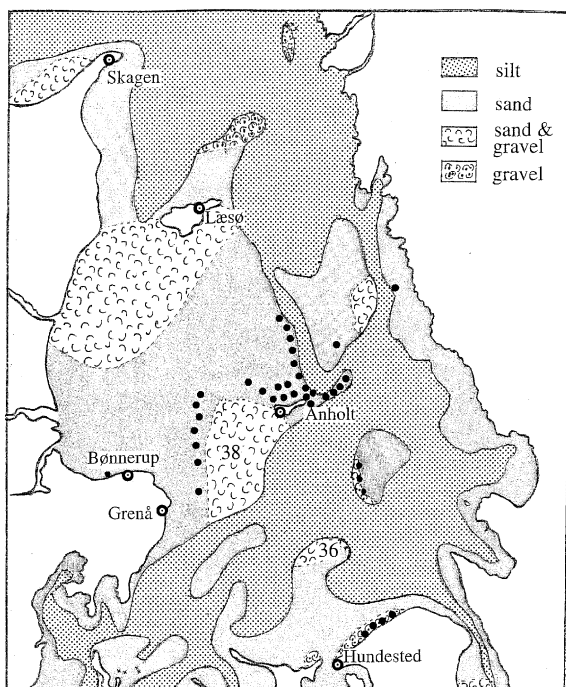 silt
sand
sand &
gravel
gravel
Skagen
Læsø
Anholt
Bønnerup
38
Grenå
36
Hundested